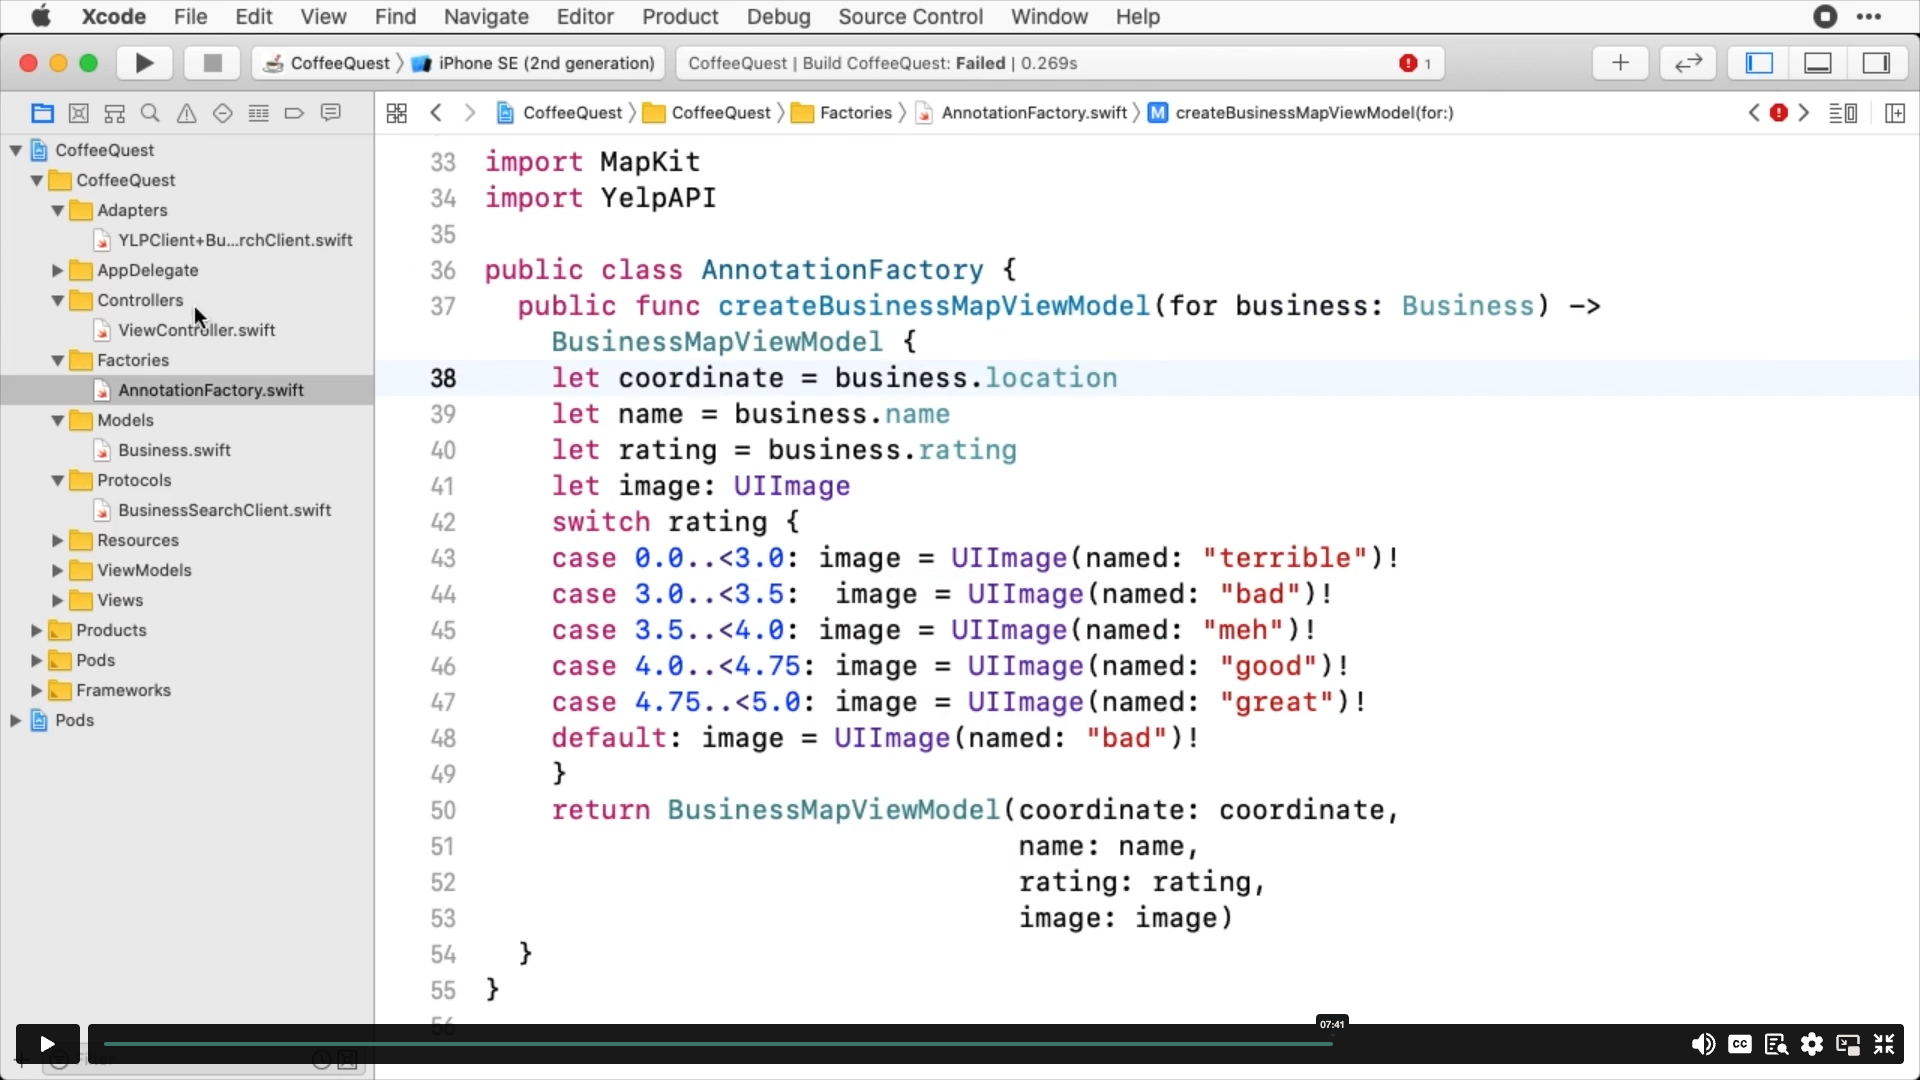 Xcode File Edit View Find Navigate Editor Product Debug Source Control Window Help
CoffeeQuest iPhone SE (2nd generation) CoffeeQuest | Build CoffeeQuest: Failed | 0.269s 1
CoffeeQuest CoffeeQuest Factories AnnotationFactory.swift M createBusinessMapViewModel(for:)
CoffeeQuest
CoffeeQuest
Adapters
YLPClient+Bu...rchClient.swift
AppDelegate
Controllers
ViewController.swift
Factories
AnnotationFactory.swift
Models
Business.swift
Protocols
BusinessSearchClient.swift
Resources
ViewModels
Views
Products
Pods
Frameworks
Pods
33 import MapKit
34 import YelpAPI
35
36 public class AnnotationFactory {
37 public func createBusinessMapViewModel(for business: Business) ->
BusinessMapViewModel {
38 let coordinate = business.location
39 let name = business.name
40 let rating = business.rating
41 let image: UIImage
42 switch rating {
43 case 0.0..<3.0: image = UIImage(named: "terrible")!
44 case 3.0..<3.5:  image = UIImage(named: "bad")!
45 case 3.5..<4.0: image = UIImage(named: "meh")!
46 case 4.0..<4.75: image = UIImage(named: "good")!
47 case 4.75..<5.0: image = UIImage(named: "great")!
48 default: image = UIImage(named: "bad")!
49 }
50 return BusinessMapViewModel(coordinate: coordinate,
51 name: name,
52 rating: rating,
53 image: image)
54 }
55 }
56
07:41
CC